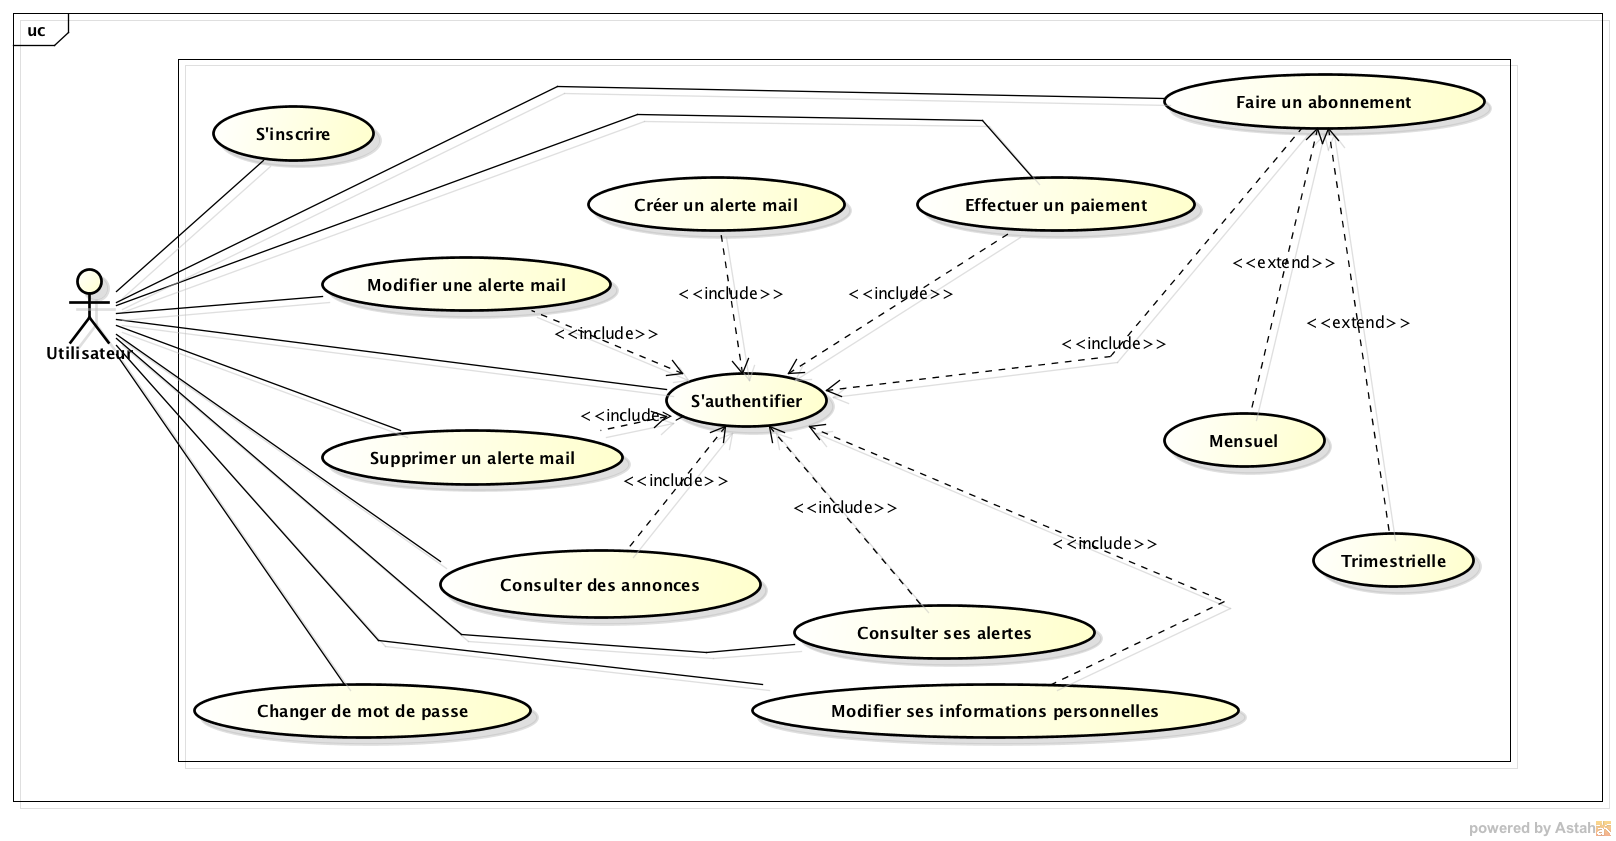 uc
Faire un abonnement
S'inscrire
Créer un alerte mail
Effectuer un paiement
<<extend>>
Modifier une alerte mail
<<include>>
<<include>>
<<extend>>
<<include>>
<<include>>
Utilisateur
S'authentifier
<<include>>
Mensuel
Supprimer un alerte mail
<<include>>
<<include>>
<<include>>
Trimestrielle
Consulter des annonces
Consulter ses alertes
Changer de mot de passe
Modifier ses informations personnelles
powered by Astah